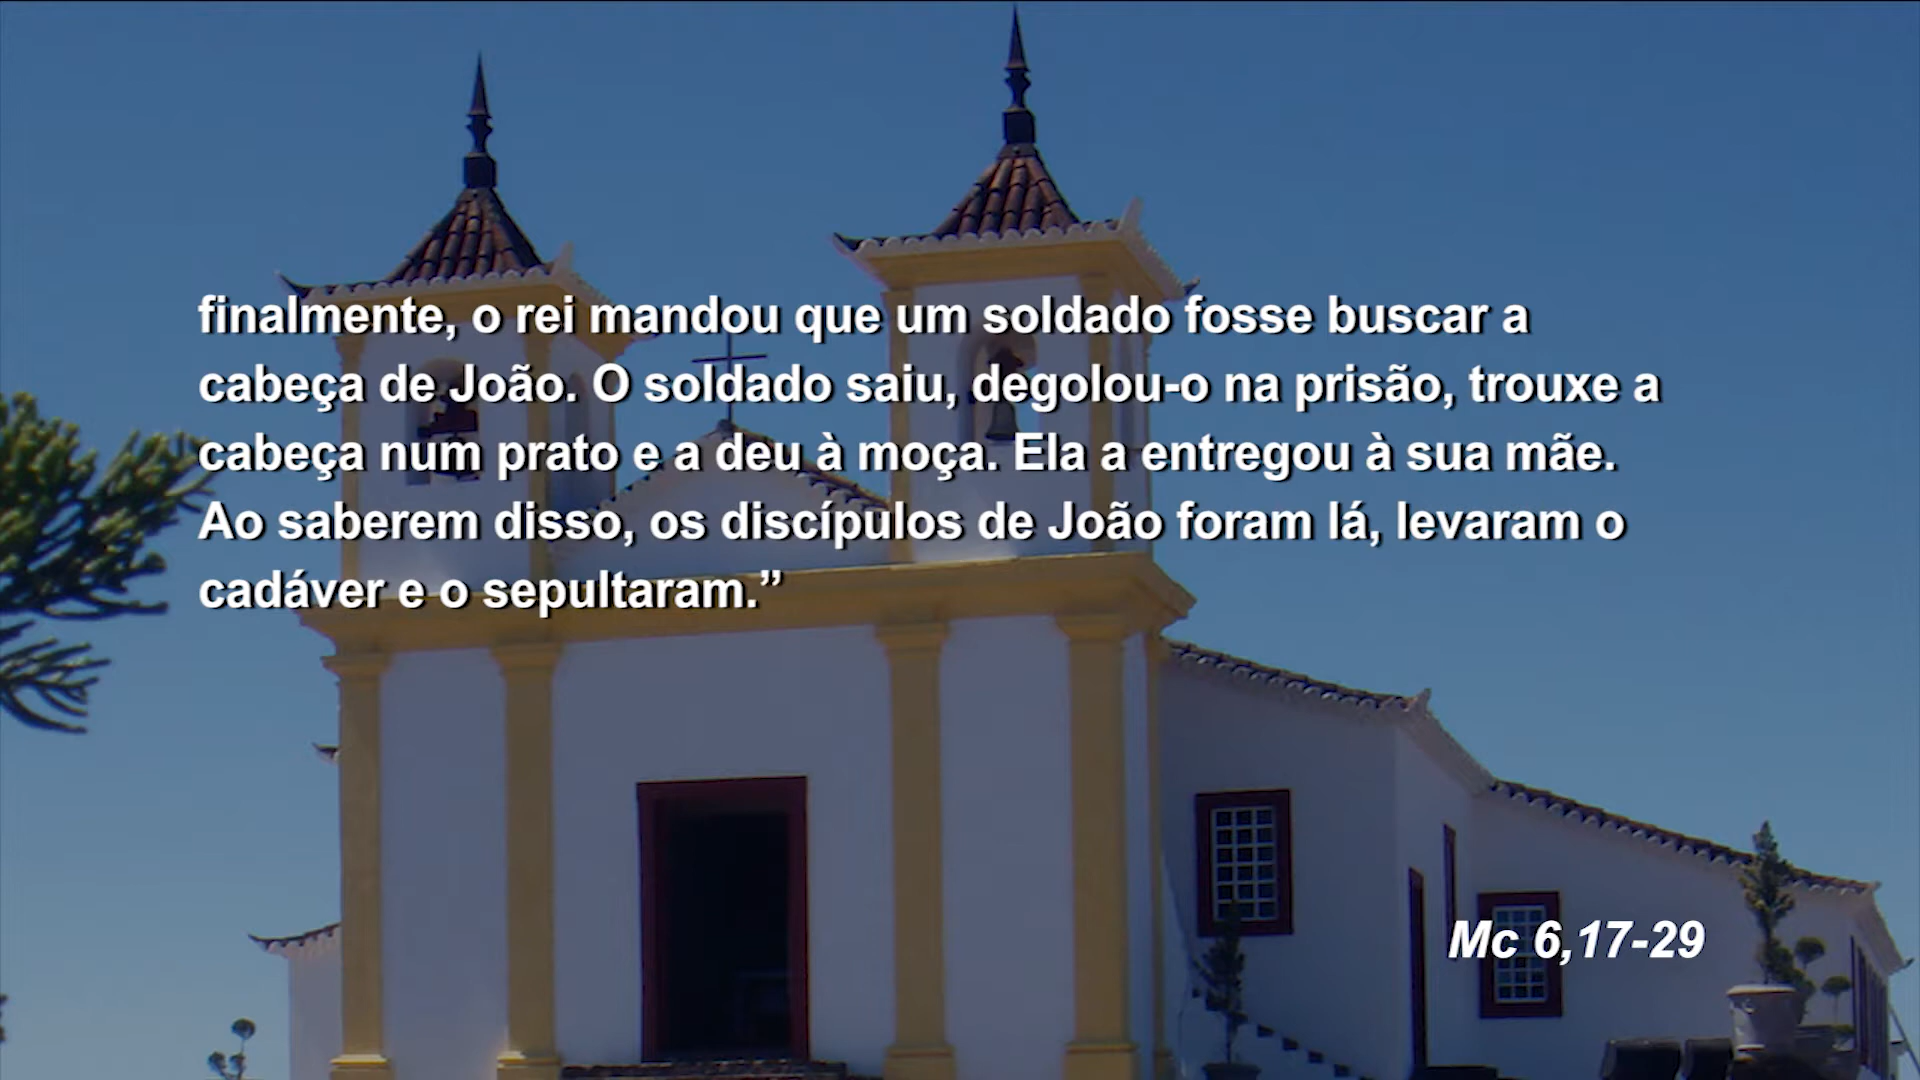 finalmente, o rei mandou que um soldado fosse buscar a
cabeça de João. O soldado saiu, degolou-o na prisão, trouxe a
cabeça num prato e a deu à moça. Ela a entregou à sua mãe.
Ao saberem disso, os discípulos de João foram lá, levaram o
cadáver e o sepultaram.”
Mc 6,17-29